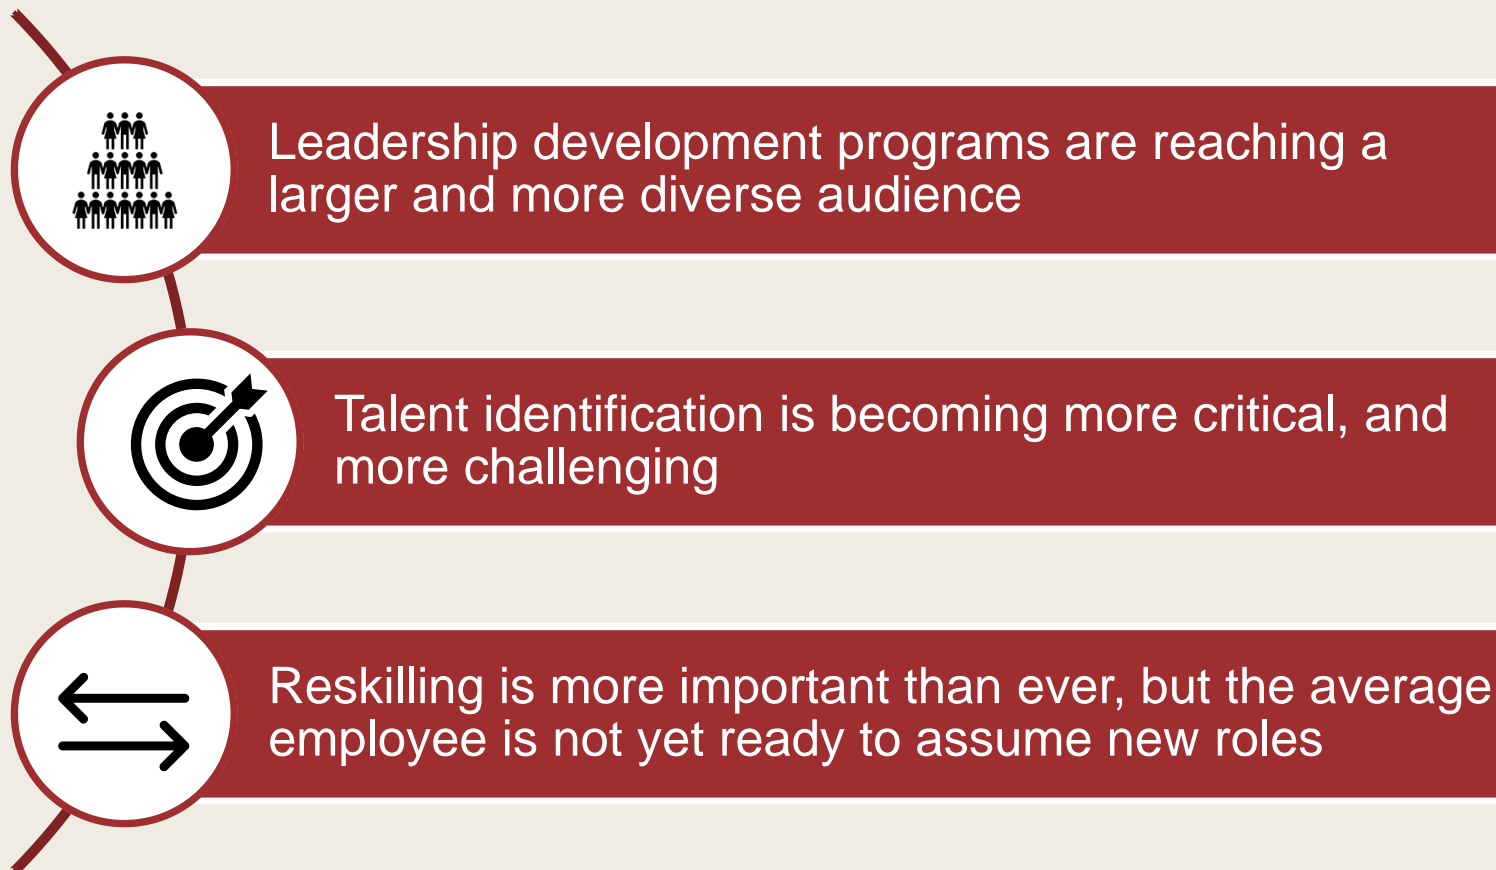 Leadership development programs are reaching a
larger and more diverse audience
Talent identification is becoming more critical, and
more challenging
Reskilling is more important than ever, but the average
employee is not yet ready to assume new roles